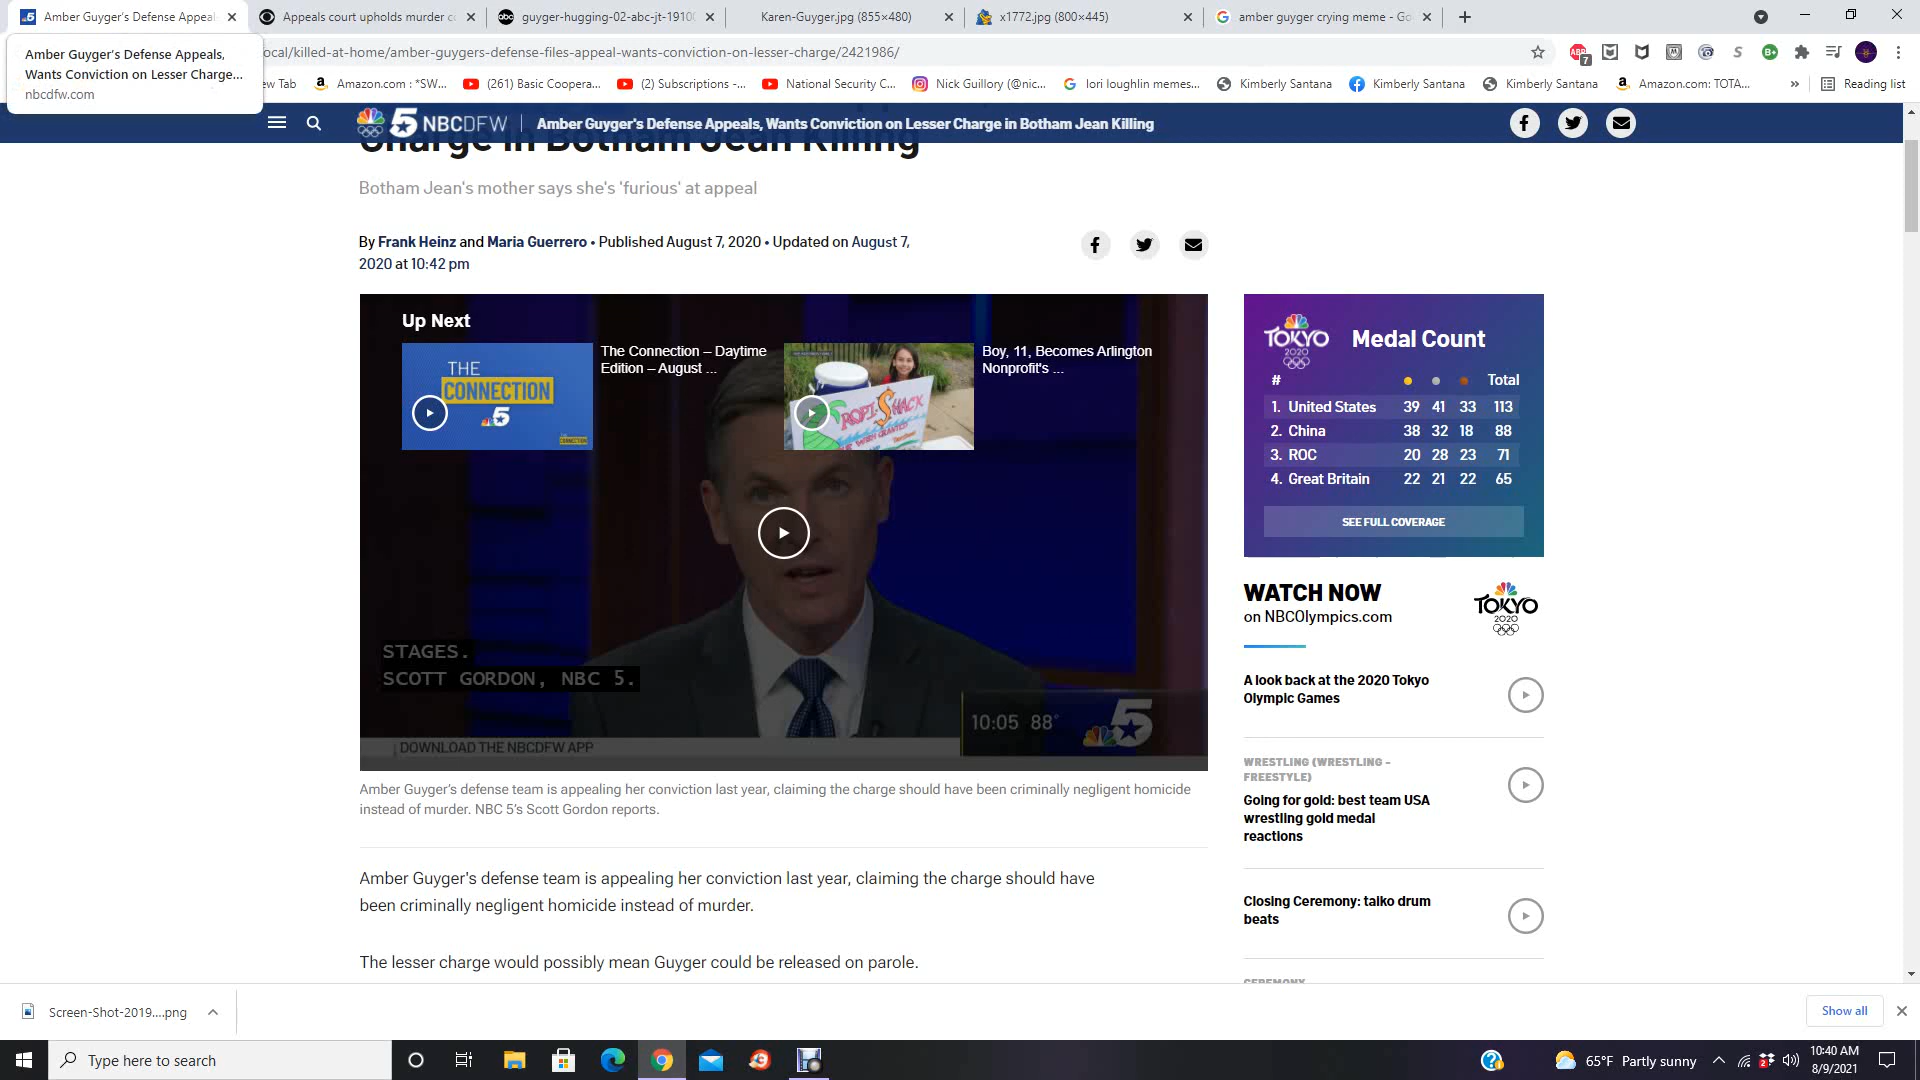 Amber Guyger's Defense Appeal
Appeals court upholds murder c
guyger-hugging-02-abc-jt-1910
Karen-Guyger.jpg (855×480)
x1772.jpg (800×445)
amber guyger crying meme - Go
Amber Guyger's Defense Appeals,
Wants Conviction on Lesser Charge...
nbcdfw.com
ocal/killed-at-home/amber-guygers-defense-files-appeal-wants-conviction-on-lesser-charge/2421986/
ABP
7
ew Tab
Amazon.com : *SW...
(261) Basic Coopera...
(2) Subscriptions -...
National Security C...
Nick Guillory (@nic...
lori loughlin memes...
Kimberly Santana
Kimberly Santana
Kimberly Santana
Amazon.com: TOTA...
»
Reading list
5 NBCDFW
Amber Guyger's Defense Appeals, Wants Conviction on Lesser Charge in Botham Jean Killing
Charge in Botham Jean Killing
Botham Jean's mother says she's 'furious' at appeal
By Frank Heinz and Maria Guerrero • Published August 7, 2020 • Updated on August 7,
2020 at 10:42 pm
Up Next
THE
CONNECTION
5
The Connection – Daytime
Edition – August ...
Boy, 11, Becomes Arlington
Nonprofit's ...
STAGES.
SCOTT GORDON, NBC 5.
10:05 88°
5
DOWNLOAD THE NBCDFW APP
Amber Guyger's defense team is appealing her conviction last year, claiming the charge should have been criminally negligent homicide
instead of murder. NBC 5's Scott Gordon reports.
Amber Guyger's defense team is appealing her conviction last year, claiming the charge should have
been criminally negligent homicide instead of murder.
The lesser charge would possibly mean Guyger could be released on parole.
TOKYO
2020
Medal Count
# Total
1. United States 39 41 33 113
2. China 38 32 18 88
3. ROC 20 28 23 71
4. Great Britain 22 21 22 65
SEE FULL COVERAGE
WATCH NOW
on NBCOlympics.com
TOKYO
2020
A look back at the 2020 Tokyo
Olympic Games
WRESTLING (WRESTLING -
FREESTYLE)
Going for gold: best team USA
wrestling gold medal
reactions
Closing Ceremony: taiko drum
beats
CEREMONY
Screen-Shot-2019....png
Show all
Type here to search
65°F Partly sunny
10:40 AM
8/9/2021